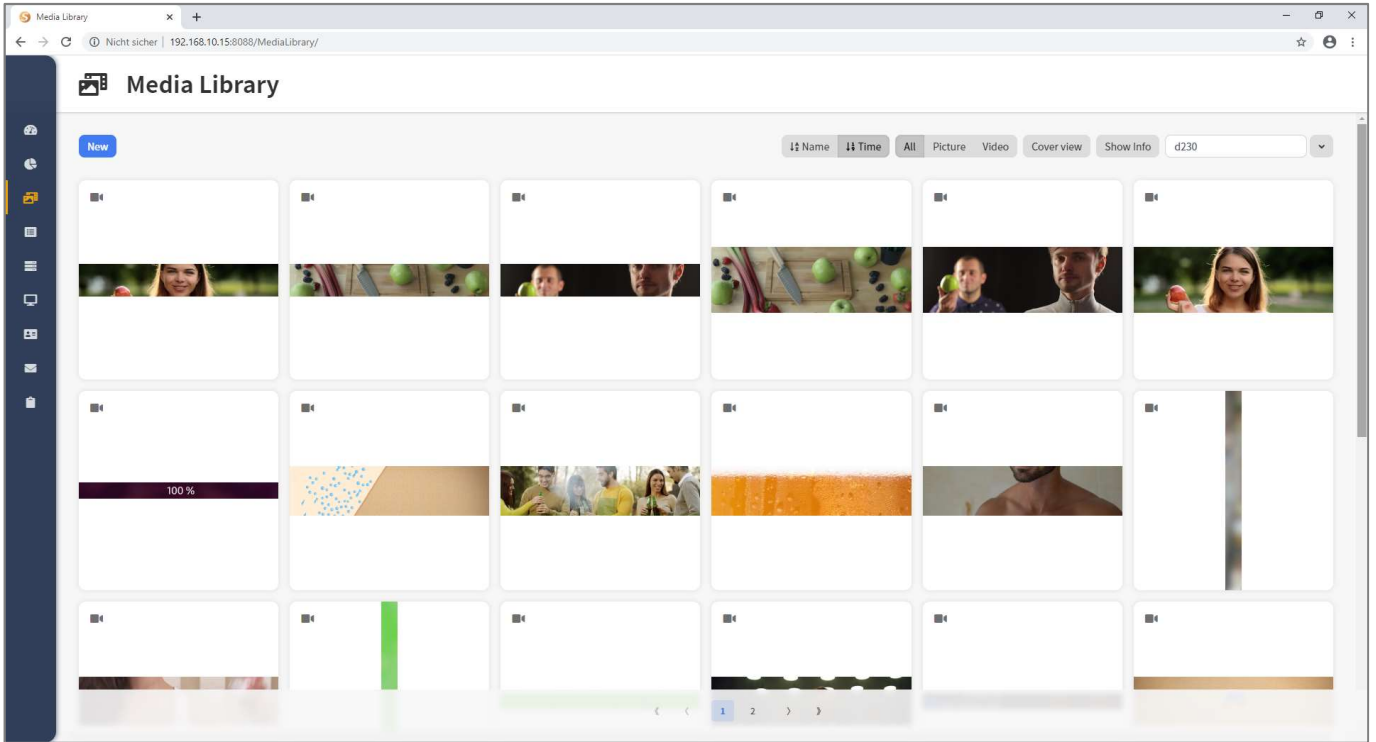 Media Library
Nicht sicher | 192.168.10.15:8088/MediaLibrary/
Media Library
New
Name Time All Picture Video Cover view Show Info d230
100 %
1 2